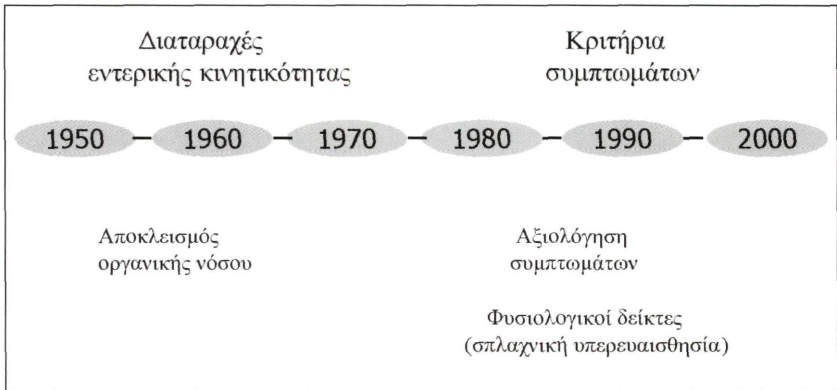 Διαταραχές
εντερικής κινητικότητας
Κριτήρια
συμπτωμάτων
1950 – 1960 – 1970 – 1980 – 1990 – 2000
Αποκλεισμός
οργανικής νόσου
Αξιολόγηση
συμπτωμάτων
Φυσιολογικοί δείκτες
(σπλαχνική υπερευαισθησία)